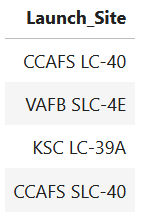 Launch_Site
CCAFS LC-40
VAFB SLC-4E
KSC LC-39A
CCAFS SLC-40